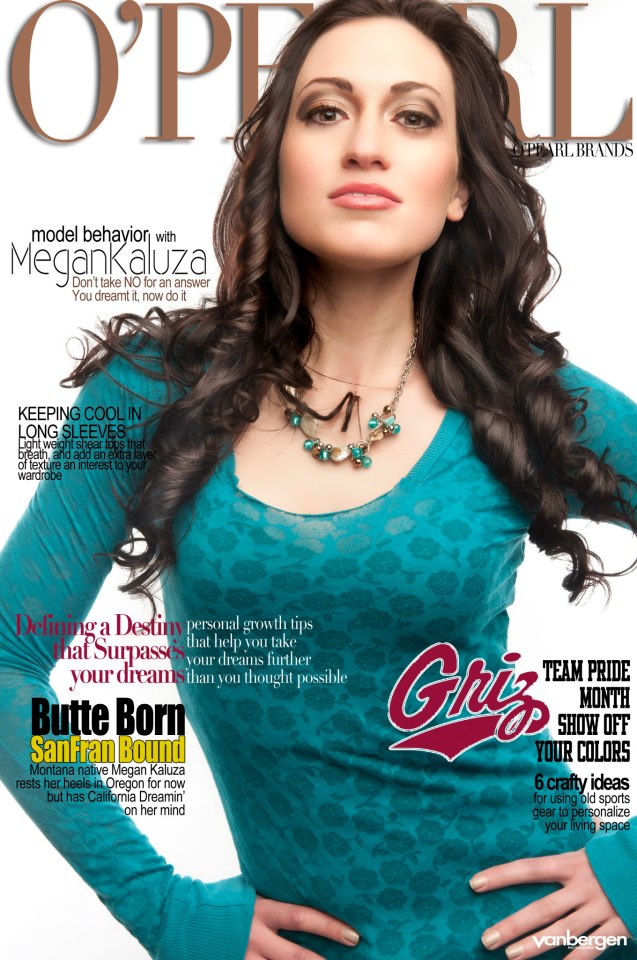 O'PEARL
O'PEARL BRANDS
model behavior with
MeganKaluza
Don't take NO for an answer
You dreamt it, now do it
KEEPING COOL IN
LONG SLEEVES
Light weight shear tops that
breath, and add an extra layer
of texture an interest to your
wardrobe
Defining a Destiny
that Surpasses
your dreams
personal growth tips
that help you take
your dreams further
than you thought possible
Butte Born
SanFran Bound
Montana native Megan Kaluza
rests her heels in Oregon for now
but has California Dreamin'
on her mind
Griz
TEAM PRIDE
MONTH
SHOW OFF
YOUR COLORS
6 crafty ideas
for using old sports
gear to personalize
your living space
vanbergen